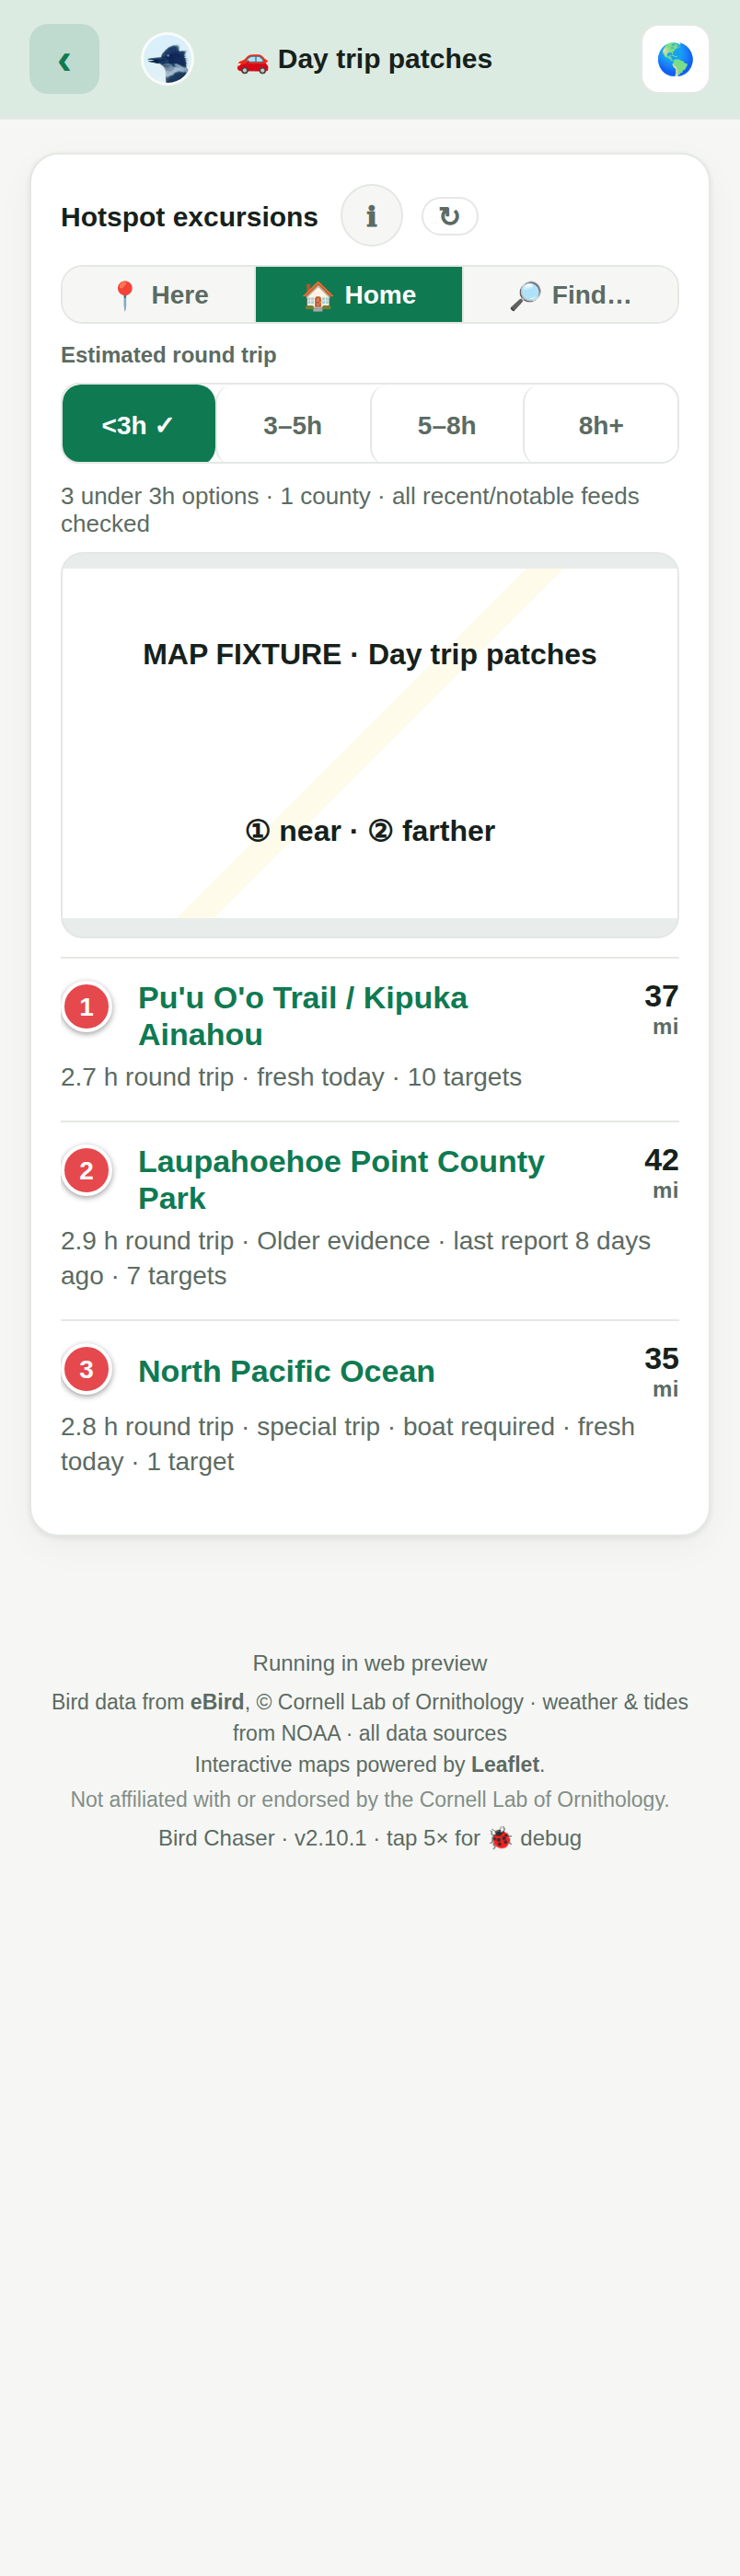 ‹ 🚗 Day trip patches 🌎
Hotspot excursions ℹ ↻
📍 Here 🏠 Home 🔎 Find…
Estimated round trip
<3h ✓ 3–5h 5–8h 8h+
3 under 3h options · 1 county · all recent/notable feeds
checked
MAP FIXTURE · Day trip patches
① near · ② farther
1 Pu'u O'o Trail / Kipuka 37
Ainahou mi
2.7 h round trip · fresh today · 10 targets
2 Laupahoehoe Point County 42
Park mi
2.9 h round trip · Older evidence · last report 8 days
ago · 7 targets
3 North Pacific Ocean 35
mi
2.8 h round trip · special trip · boat required · fresh
today · 1 target
Running in web preview
Bird data from eBird, © Cornell Lab of Ornithology · weather & tides
from NOAA · all data sources
Interactive maps powered by Leaflet.
Not affiliated with or endorsed by the Cornell Lab of Ornithology.
Bird Chaser · v2.10.1 · tap 5× for 🐞 debug